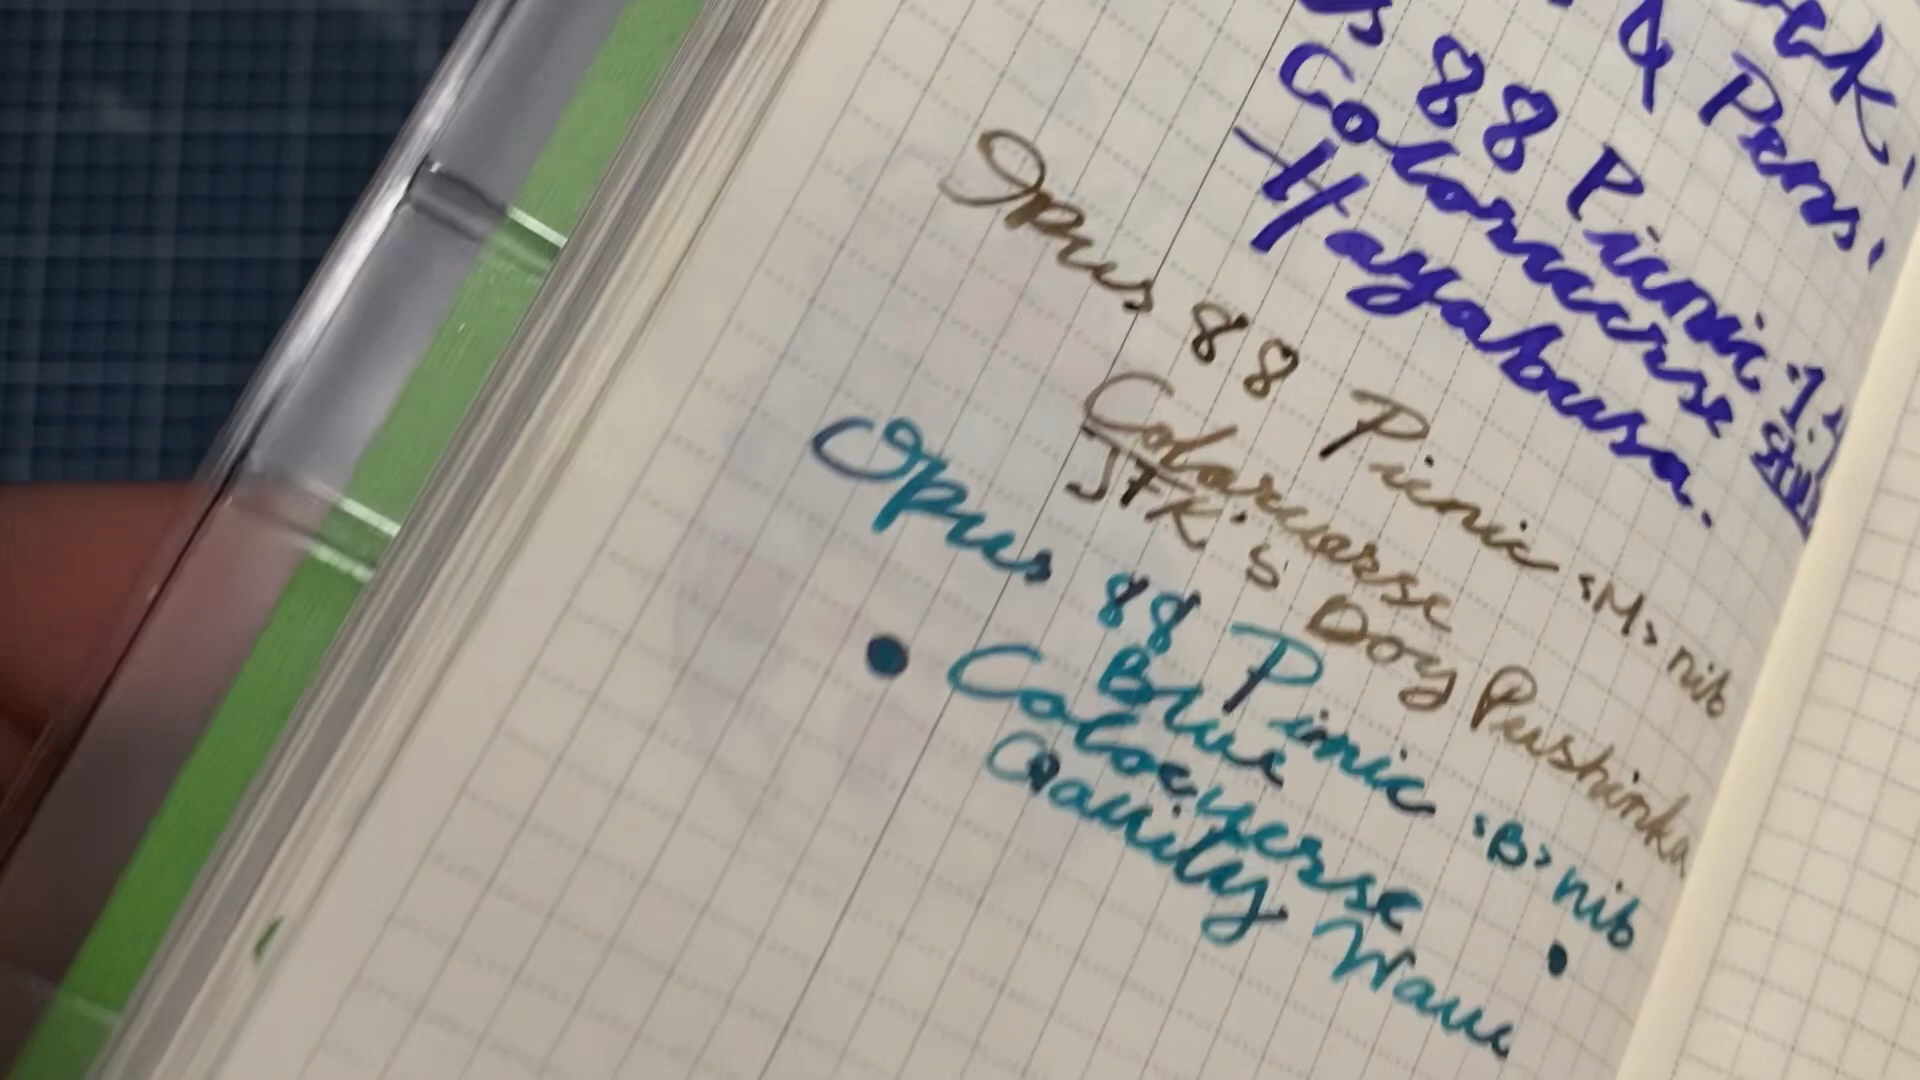 & Pens.
88 Picnic
Colorverse
Hayabusa.
Opus 88 Picnic <M> nib
Colorverse
JFK's Dog Pushinka
Opus 88 Picnic <B> nib
Blue
Colorverse
Gravity Wave